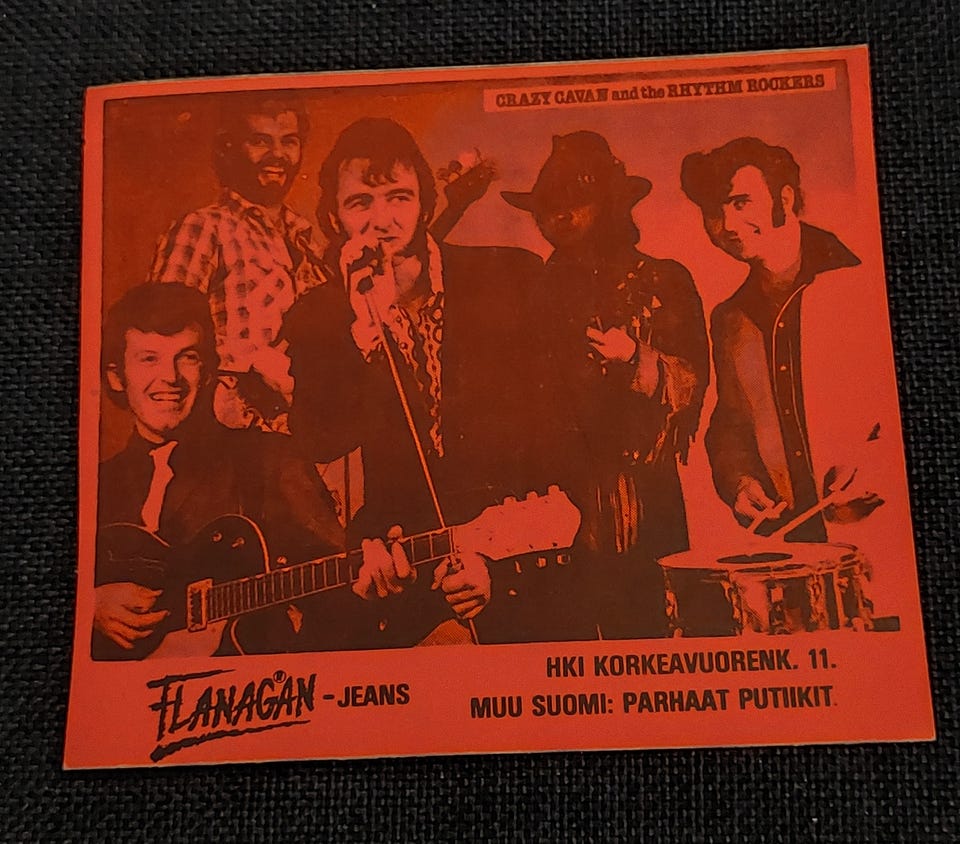 CRAZY CAVAN and the RHYTHM ROCKERS
FLANAGAN® -JEANS
HKI KORKEAVUORENK. 11.
MUU SUOMI: PARHAAT PUTIIKIT.